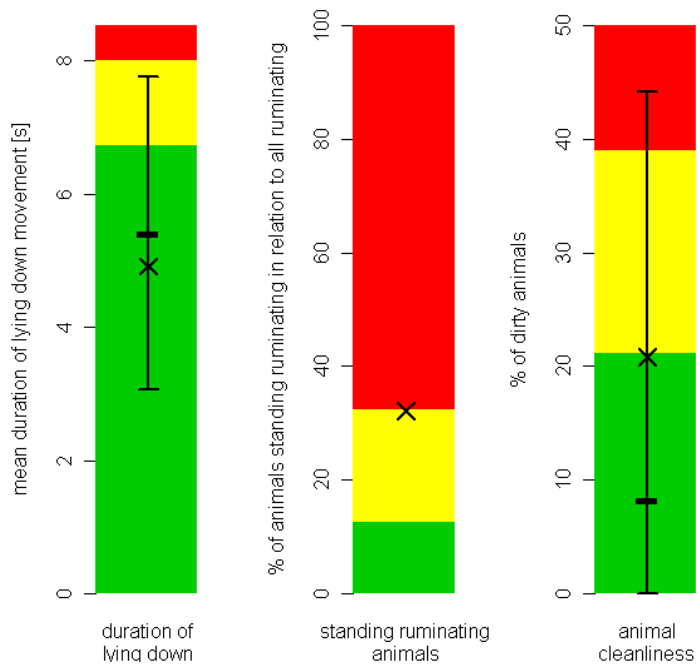 mean duration of lying down movement [s]
0
2
4
6
8
duration of
lying down
% of animals standing ruminating in relation to all ruminating
0
20
40
60
80
100
standing ruminating
animals
% of dirty animals
0
10
20
30
40
50
animal
cleanliness